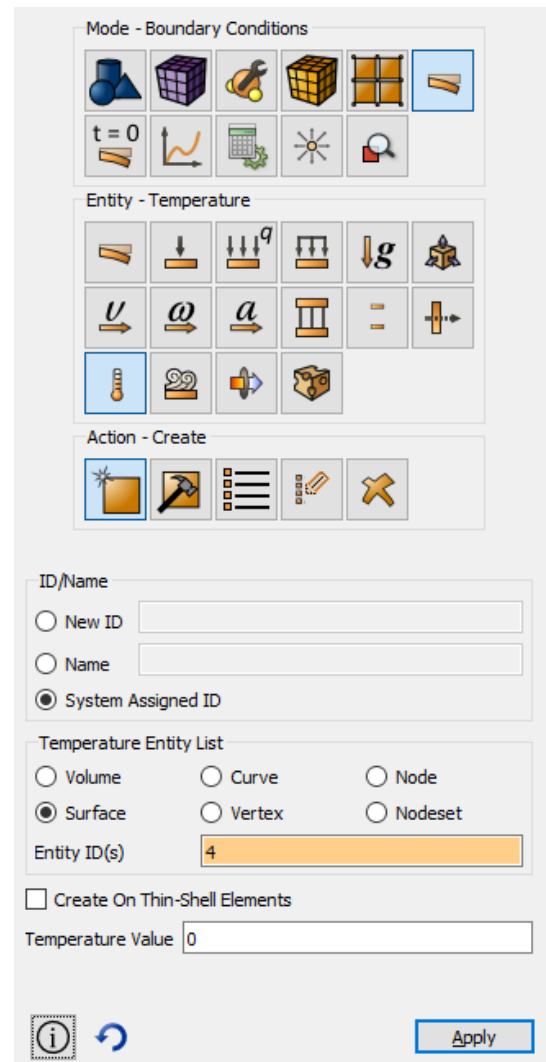 Mode - Boundary Conditions
t = 0
Entity - Temperature
q
g
υ ω a
Action - Create
ID/Name
New ID
Name
System Assigned ID
Temperature Entity List
Volume Curve Node
Surface Vertex Nodeset
Entity ID(s) 4
Create On Thin-Shell Elements
Temperature Value 0
i Apply